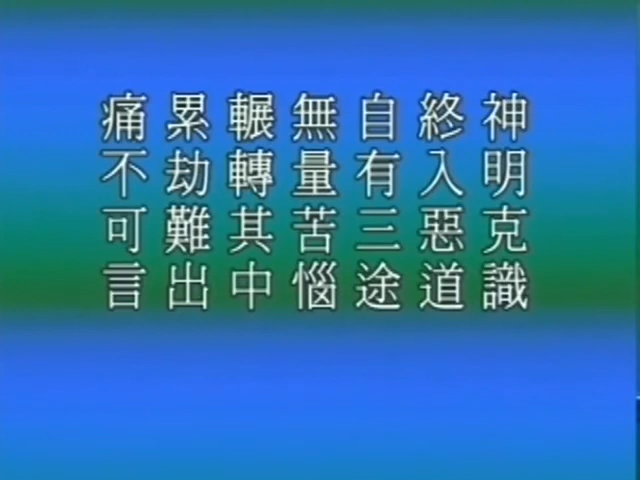 神明克識
終入惡道
自有三途
無量苦惱
輾轉其中
累劫難出
痛不可言